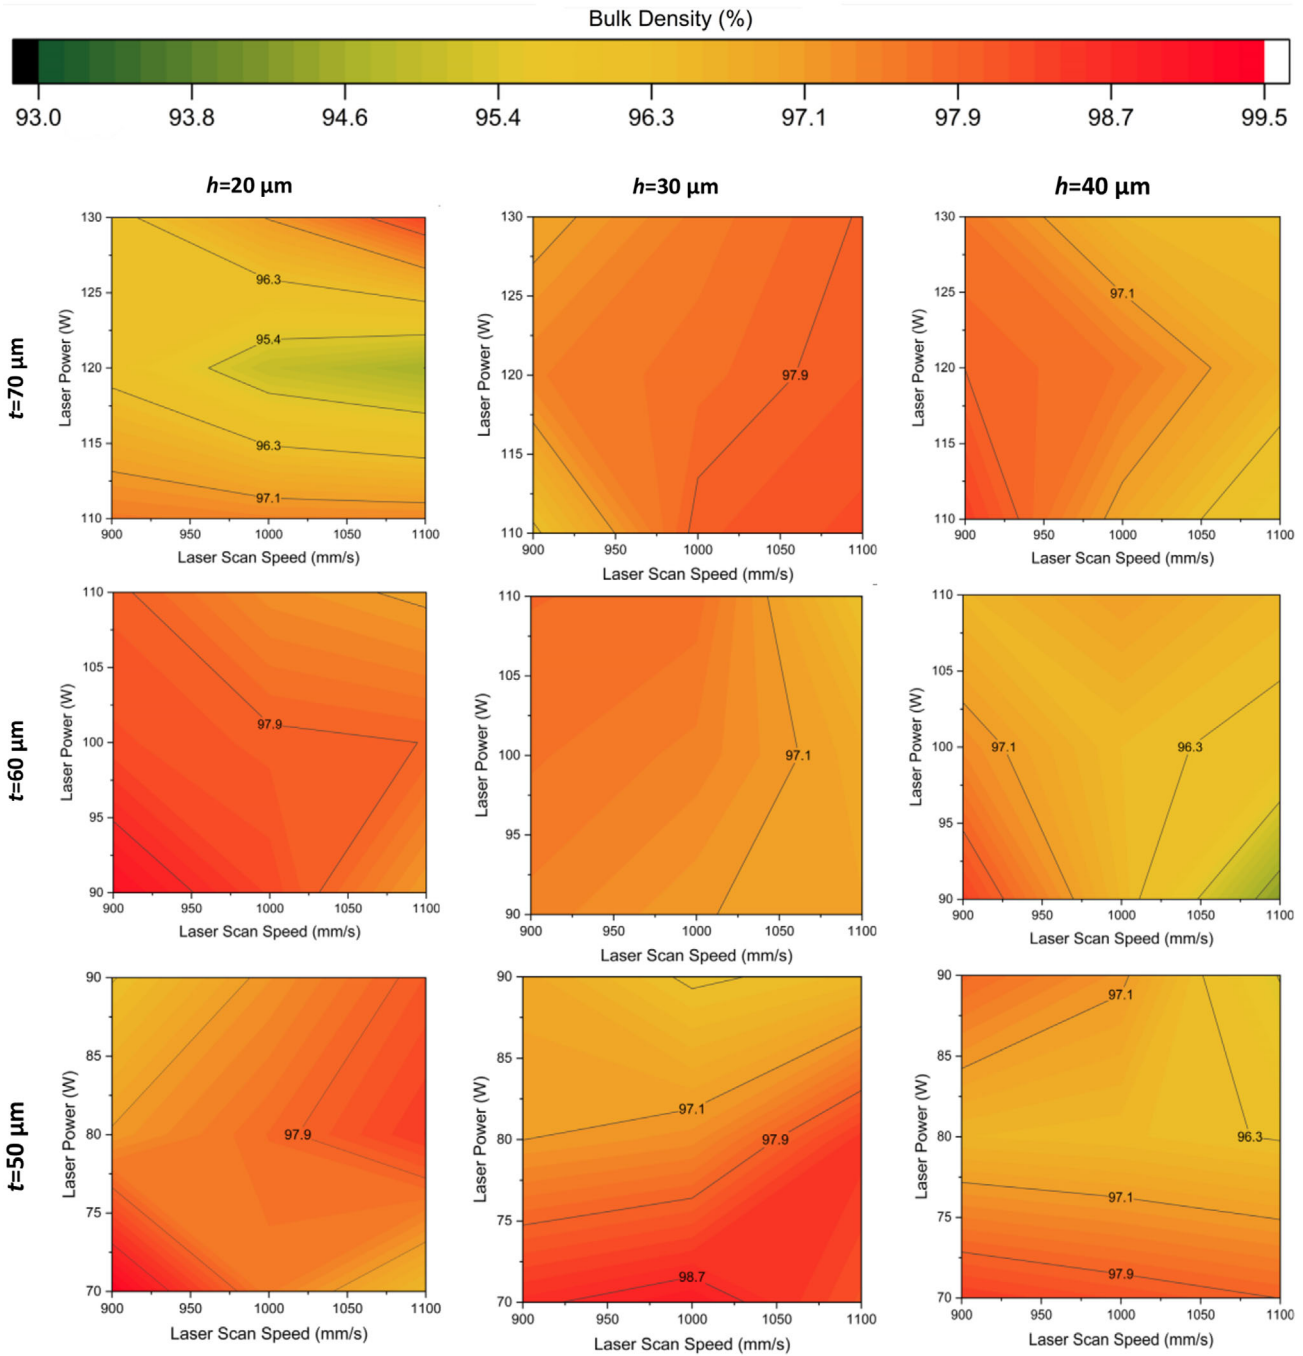 Bulk Density (%)
93.0 93.8 94.6 95.4 96.3 97.1 97.9 98.7 99.5
h=20 μm h=30 μm h=40 μm
t=70 μm
Laser Power (W)
130
125
120
115
110
96.3
95.4
96.3
97.1
900 950 1000 1050 1100
Laser Scan Speed (mm/s)
Laser Power (W)
130
125
120
115
110
97.9
900 950 1000 1050 1100
Laser Scan Speed (mm/s)
Laser Power (W)
130
125
120
115
110
97.1
900 950 1000 1050 1100
Laser Scan Speed (mm/s)
t=60 μm
Laser Power (W)
110
105
100
95
90
97.9
900 950 1000 1050 1100
Laser Scan Speed (mm/s)
Laser Power (W)
110
105
100
95
90
97.1
900 950 1000 1050 1100
Laser Scan Speed (mm/s)
Laser Power (W)
110
105
100
95
90
97.1 96.3
900 950 1000 1050 1100
Laser Scan Speed (mm/s)
t=50 μm
Laser Power (W)
90
85
80
75
70
97.9
900 950 1000 1050 1100
Laser Scan Speed (mm/s)
Laser Power (W)
90
85
80
75
70
97.1
97.9
98.7
900 950 1000 1050 1100
Laser Scan Speed (mm/s)
Laser Power (W)
90
85
80
75
70
97.1
96.3
97.1
97.9
900 950 1000 1050 1100
Laser Scan Speed (mm/s)